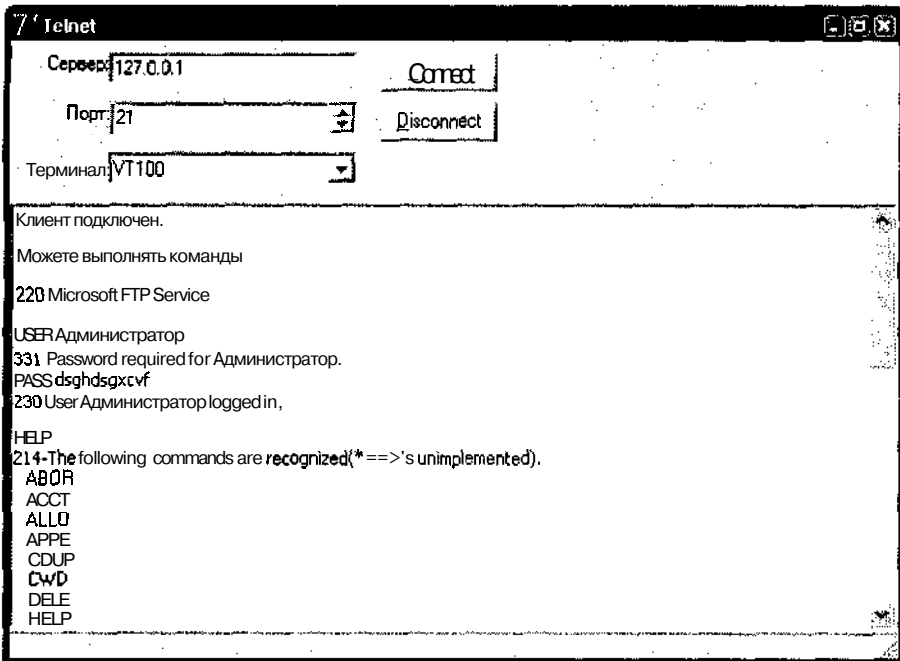 Telnet
Сервер: 127.0.0.1
Connect
Порт: 21
Disconnect
Терминал: VT100
Клиент подключен.
Можете выполнять команды
220 Microsoft FTP Service
USER Администратор
331 Password required for Администратор.
PASS dsghdsgxcvf
230 User Администратор logged in,
HELP
214-The following commands are recognized(* ==>'s unimplemented).
ABOR
ACCT
ALLO
APPE
CDUP
CWD
DELE
HELP